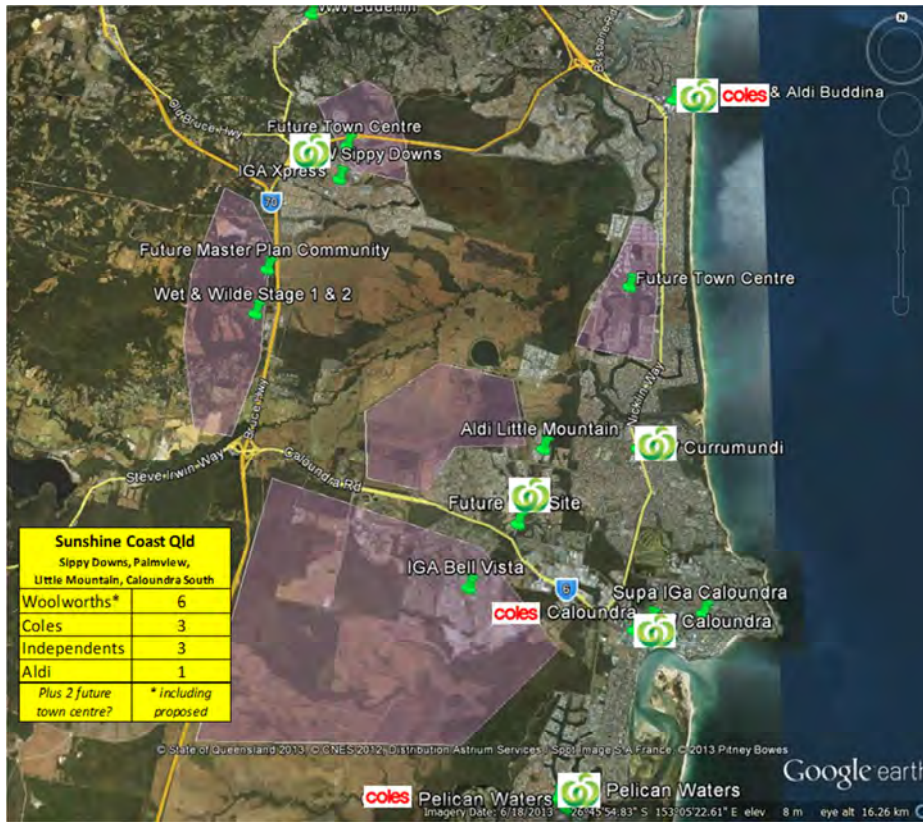 WW Buderim
N
Brisbane Rd
Old Bruce Hwy
coles & Aldi Buddina
Future Town Centre
Sippy Downs
IGA Xpress
70
Future Master Plan Community
Wet & Wilde Stage 1 & 2
Future Town Centre
Nicklin Way
Bruce Hwy
Aldi Little Mountain
Currumundi
Steve Irwin Way
Caloundra Rd
Future Site
IGA Bell Vista
6
Supa IGa Caloundra
coles Caloundra
Caloundra
Sunshine Coast Qld
Sippy Downs, Palmview,
Little Mountain, Caloundra South
Woolworths* 6
Coles 3
Independents 3
Aldi 1
Plus 2 future town centre? * including proposed
© State of Queensland 2013, © CNES 2012, Distribution Astrium Services / Spot Image S.A France, © 2013 Pitney Bowes
Google earth
coles Pelican Waters
Pelican Waters
Imagery Date: 6/18/2013 26°45'54.83" S 153°05'22.61" E elev 8 m eye alt 16.26 km